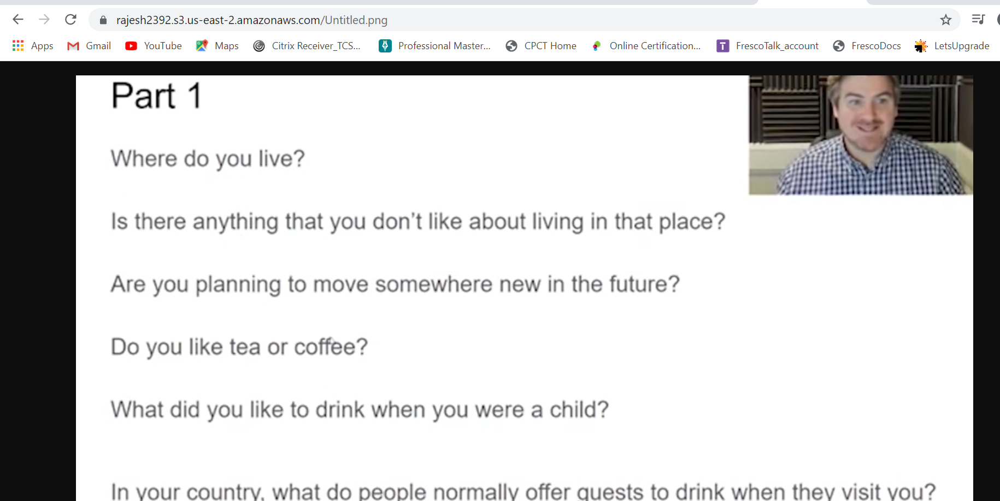 rajesh2392.s3.us-east-2.amazonaws.com/Untitled.png
Apps Gmail YouTube Maps Citrix Receiver_TCS... Professional Master... CPCT Home Online Certification... T FrescoTalk_account FrescoDocs LetsUpgrade
Part 1
Where do you live?
Is there anything that you don't like about living in that place?
Are you planning to move somewhere new in the future?
Do you like tea or coffee?
What did you like to drink when you were a child?
In your country, what do people normally offer guests to drink when they visit you?